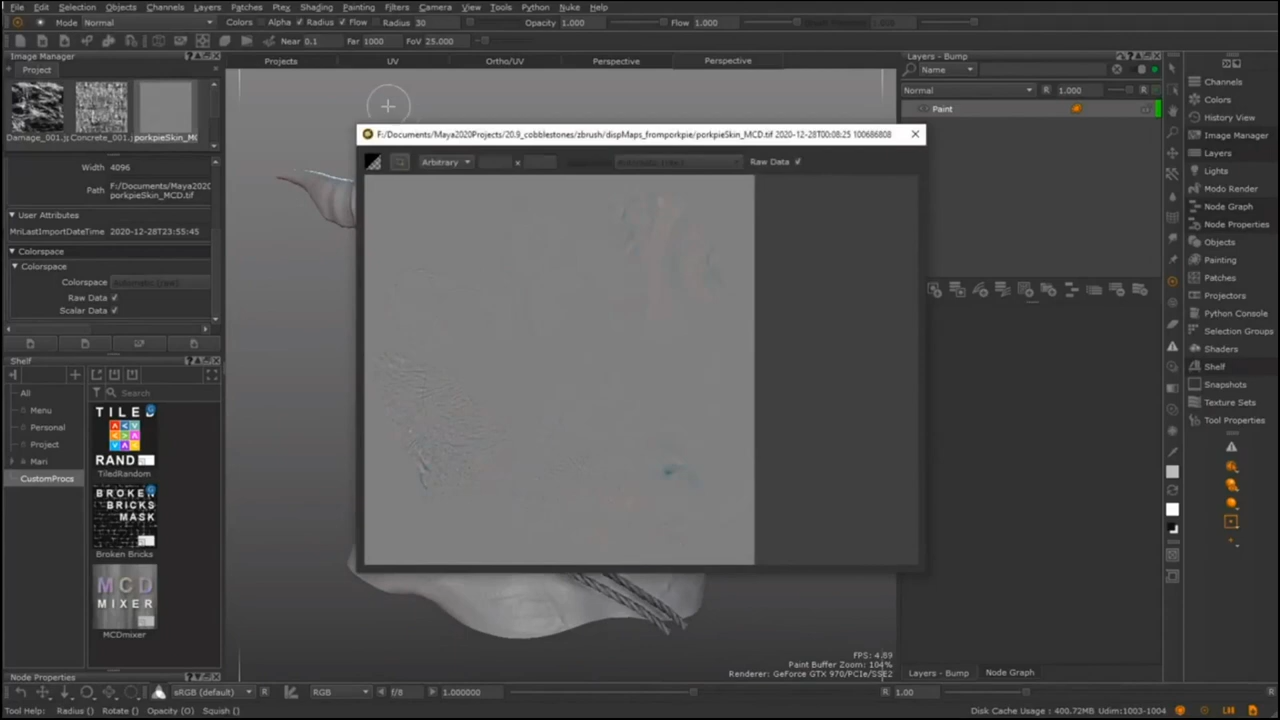 File Edit Selection Objects Channels Layers Patches Ptex Shading Painting Filters Camera View Tools Python Nuke Help
Mode Normal Colors Alpha Radius Flow Radius 30 Opacity 1.000 Flow 1.000
Near 0.1 Far 1000 FoV 25.000
Image Manager
Project
Damage_001.j Concrete_001.j porkpieSkin_MC
Width 4096
Path F:/Documents/Maya2020
porkpieSkin_MCD.tif
User Attributes
MriLastImportDateTime 2020-12-28T23:55:45
Colorspace
Colorspace
Colorspace Automatic (raw)
Raw Data
Scalar Data
Shelf
Search
All
Menu
Personal
Project
Mari
CustomProcs
TILED
RAND
TiledRandom
BROKEN
BRICKS
MASK
Broken Bricks
MCD
MIXER
MCDmixer
Node Properties
Projects UV Ortho/UV Perspective Perspective
F:/Documents/Maya2020Projects/20.9_cobblestones/zbrush/dispMaps_fromporkpie/porkpieSkin_MCD.tif 2020-12-28T00:08:25 100686808
Arbitrary x Automatic (raw) Raw Data
FPS: 4.89
Paint Buffer Zoom: 104%
Renderer: GeForce GTX 970/PCIe/SSE2
Layers - Bump
Name
Normal R 1.000
Paint
Layers - Bump Node Graph
Channels
Colors
History View
Image Manager
Layers
Lights
Modo Render
Node Graph
Node Properties
Objects
Painting
Patches
Projectors
Python Console
Selection Groups
Shaders
Shelf
Snapshots
Texture Sets
Tool Properties
sRGB (default) R RGB f/8 1.000000 R 1.00
Tool Help: Radius () Rotate () Opacity (O) Squish () Disk Cache Usage : 400.72MB Udim:1003-1004